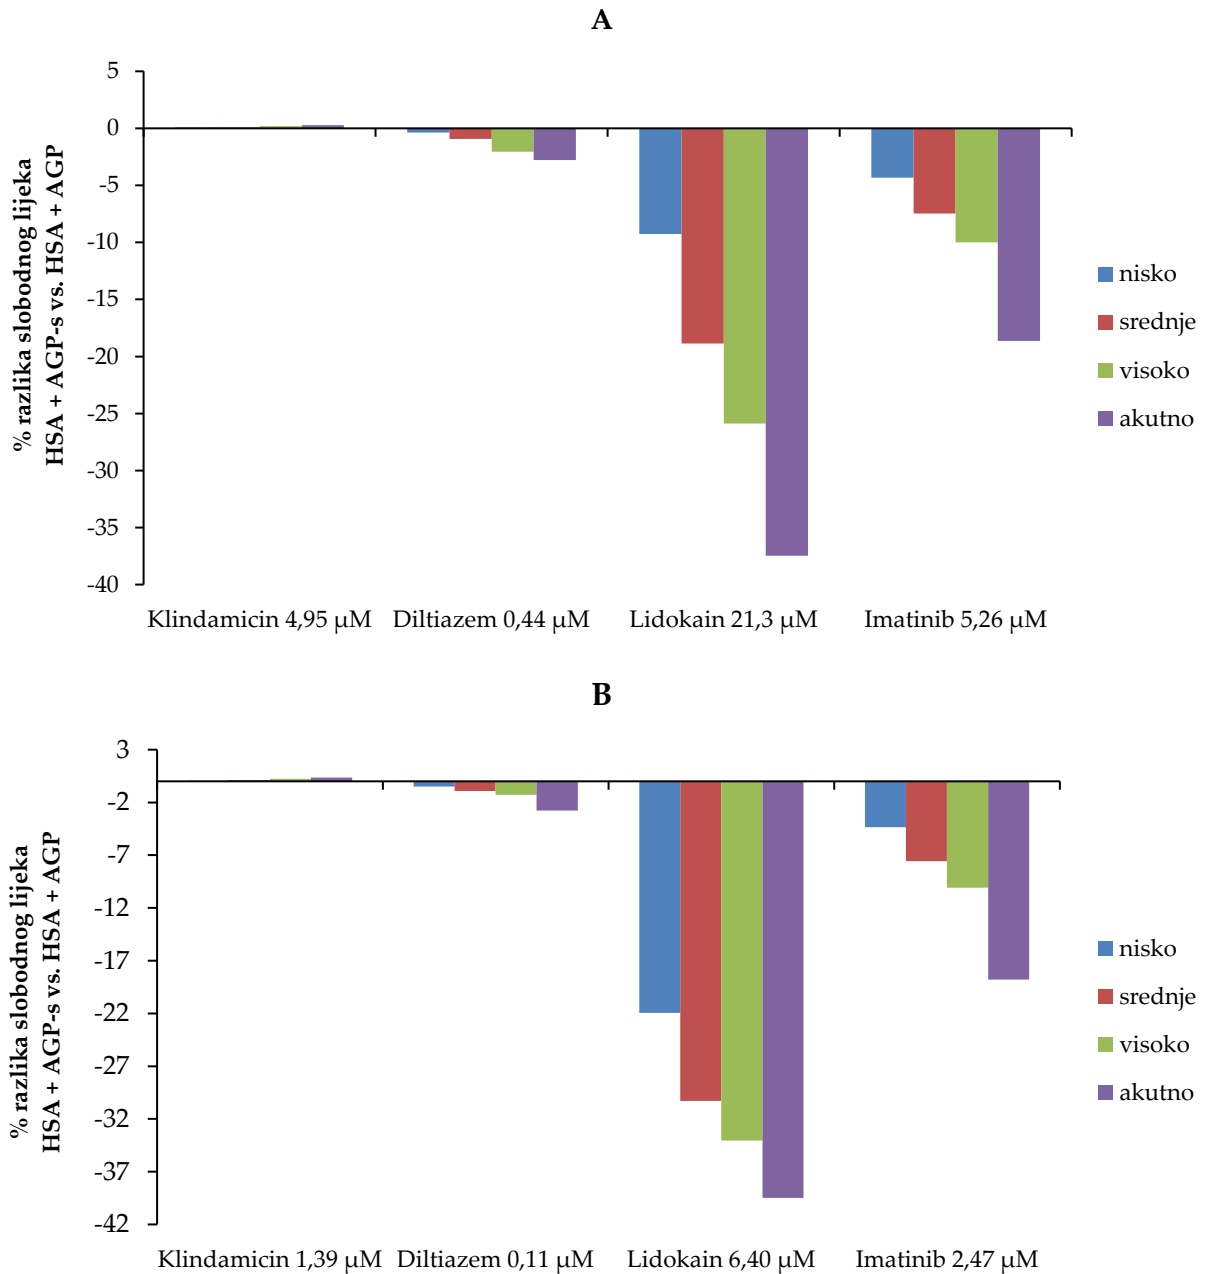 A
% razlika slobodnog lijeka
HSA + AGP-s vs. HSA + AGP
5
0
-5
-10
-15
-20
-25
-30
-35
-40
Klindamicin 4,95 µM
Diltiazem 0,44 µM
Lidokain 21,3 µM
Imatinib 5,26 µM
nisko
srednje
visoko
akutno
B
% razlika slobodnog lijeka
HSA + AGP-s vs. HSA + AGP
3
-2
-7
-12
-17
-22
-27
-32
-37
-42
Klindamicin 1,39 µM
Diltiazem 0,11 µM
Lidokain 6,40 µM
Imatinib 2,47 µM
nisko
srednje
visoko
akutno